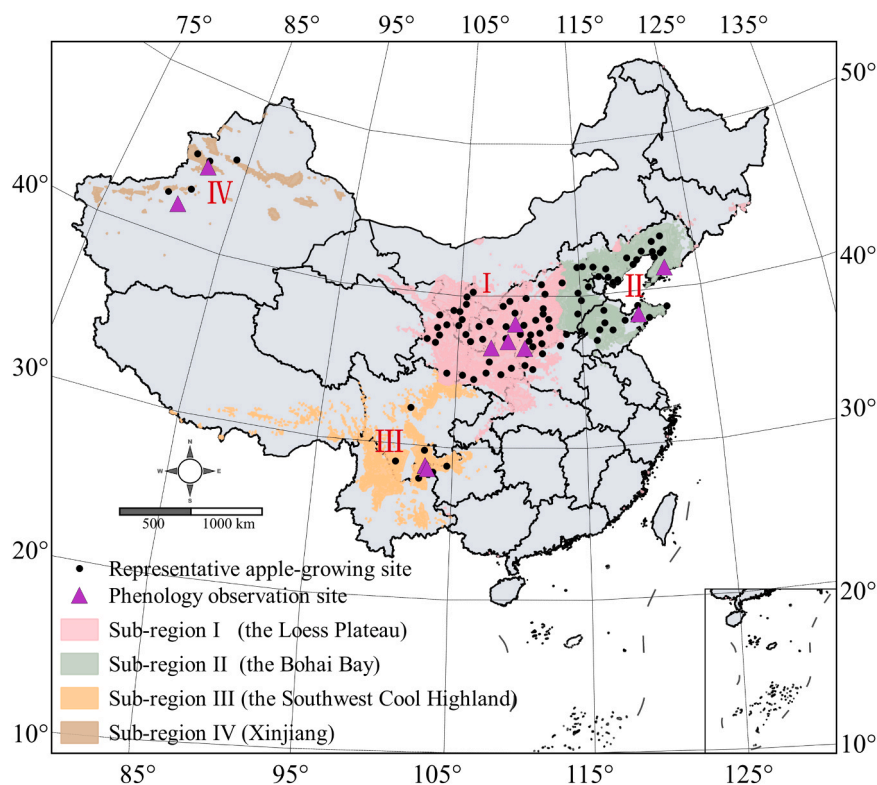 75° 85° 95° 105° 115° 125° 135°
50°
40°
IV
40°
I
II
30°
30°
III
N
W E
S
500 1000 km
20°
Representative apple-growing site
Phenology observation site
20°
Sub-region I (the Loess Plateau)
Sub-region II (the Bohai Bay)
Sub-region III (the Southwest Cool Highland)
Sub-region IV (Xinjiang)
10°
10°
85° 95° 105° 115° 125°